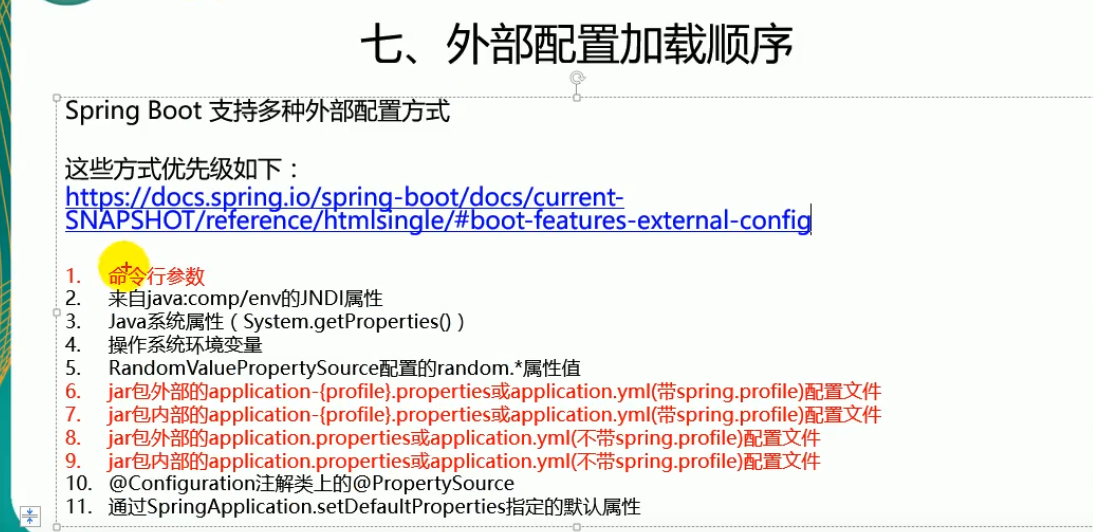 七、外部配置加载顺序
Spring Boot 支持多种外部配置方式
这些方式优先级如下：
https://docs.spring.io/spring-boot/docs/current-
SNAPSHOT/reference/htmlsingle/#boot-features-external-config
1. 命令行参数
2. 来自java:comp/env的JNDI属性
3. Java系统属性（System.getProperties()）
4. 操作系统环境变量
5. RandomValuePropertySource配置的random.*属性值
6. jar包外部的application-{profile}.properties或application.yml(带spring.profile)配置文件
7. jar包内部的application-{profile}.properties或application.yml(带spring.profile)配置文件
8. jar包外部的application.properties或application.yml(不带spring.profile)配置文件
9. jar包内部的application.properties或application.yml(不带spring.profile)配置文件
10. @Configuration注解类上的@PropertySource
11. 通过SpringApplication.setDefaultProperties指定的默认属性